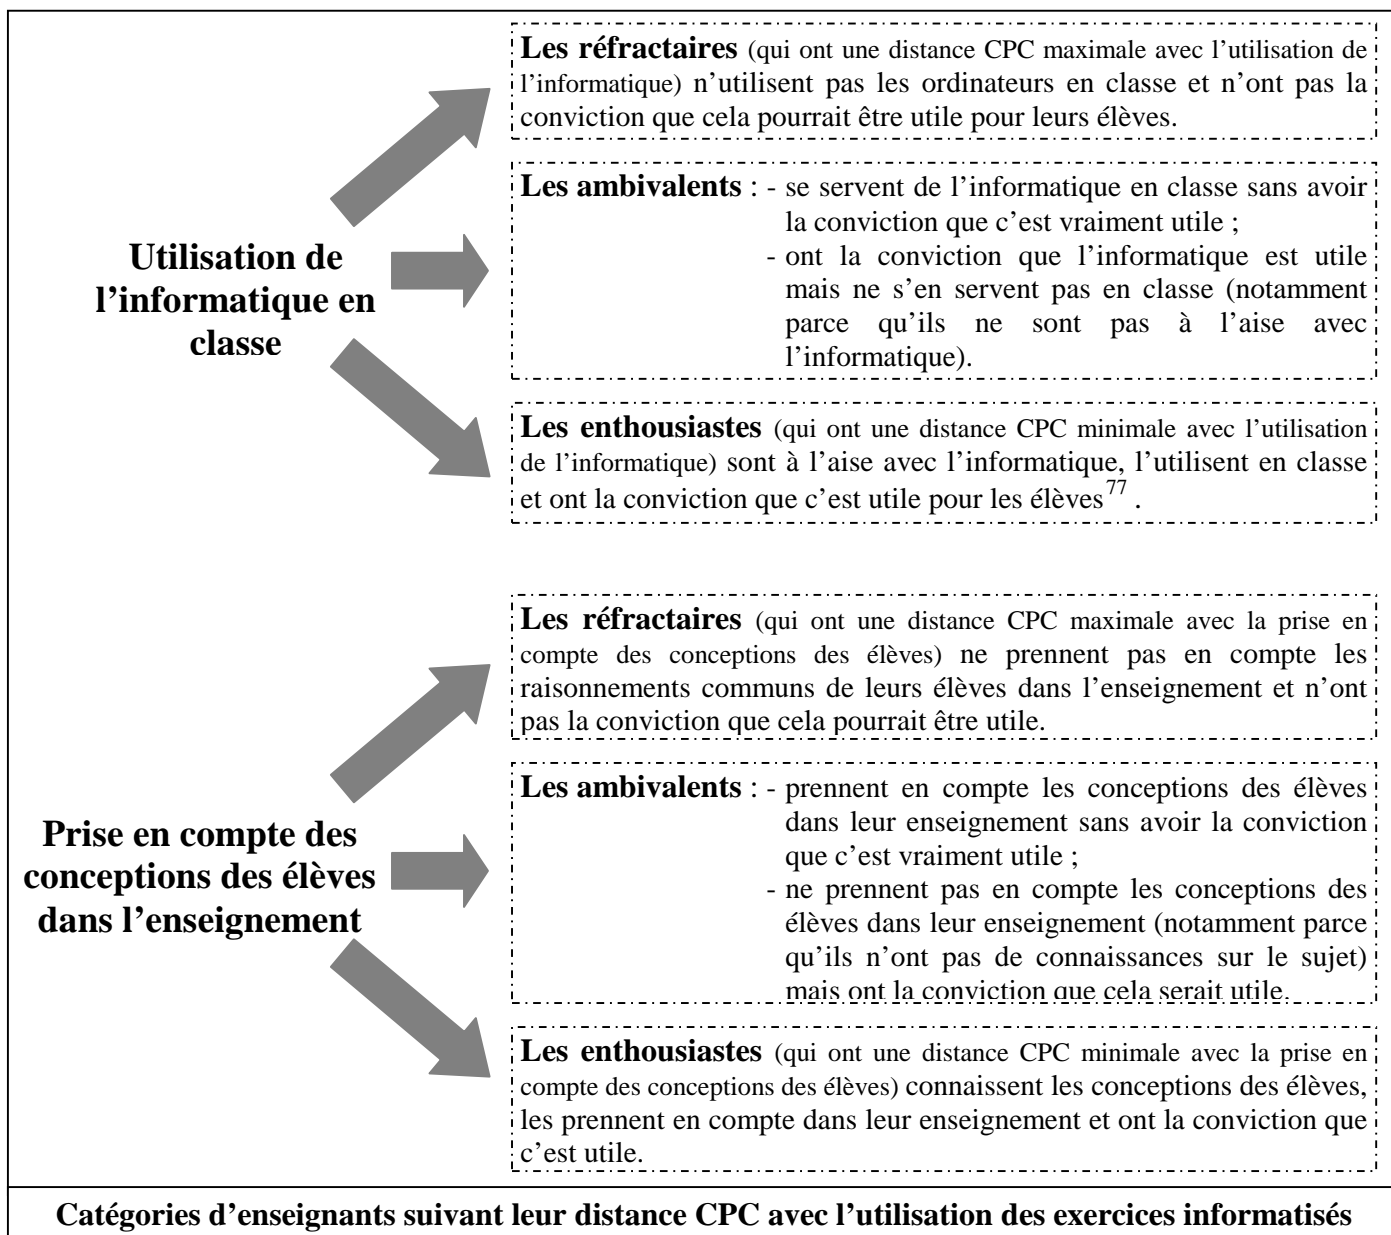 Les réfractaires (qui ont une distance CPC maximale avec l’utilisation de
l’informatique) n’utilisent pas les ordinateurs en classe et n’ont pas la
conviction que cela pourrait être utile pour leurs élèves.
Utilisation de
l’informatique en
classe
Les ambivalents : - se servent de l’informatique en classe sans avoir
la conviction que c’est vraiment utile ;
- ont la conviction que l’informatique est utile
mais ne s’en servent pas en classe (notamment
parce qu’ils ne sont pas à l’aise avec
l’informatique).
Les enthousiastes (qui ont une distance CPC minimale avec l’utilisation
de l’informatique) sont à l’aise avec l’informatique, l’utilisent en classe
et ont la conviction que c’est utile pour les élèves77 .
Les réfractaires (qui ont une distance CPC maximale avec la prise en
compte des conceptions des élèves) ne prennent pas en compte les
raisonnements communs de leurs élèves dans l’enseignement et n’ont
pas la conviction que cela pourrait être utile.
Prise en compte des
conceptions des élèves
dans l’enseignement
Les ambivalents : - prennent en compte les conceptions des élèves
dans leur enseignement sans avoir la conviction
que c’est vraiment utile ;
- ne prennent pas en compte les conceptions des
élèves dans leur enseignement (notamment parce
qu’ils n’ont pas de connaissances sur le sujet)
mais ont la conviction que cela serait utile.
Les enthousiastes (qui ont une distance CPC minimale avec la prise en
compte des conceptions des élèves) connaissent les conceptions des élèves,
les prennent en compte dans leur enseignement et ont la conviction que
c’est utile.
Catégories d’enseignants suivant leur distance CPC avec l’utilisation des exercices informatisés